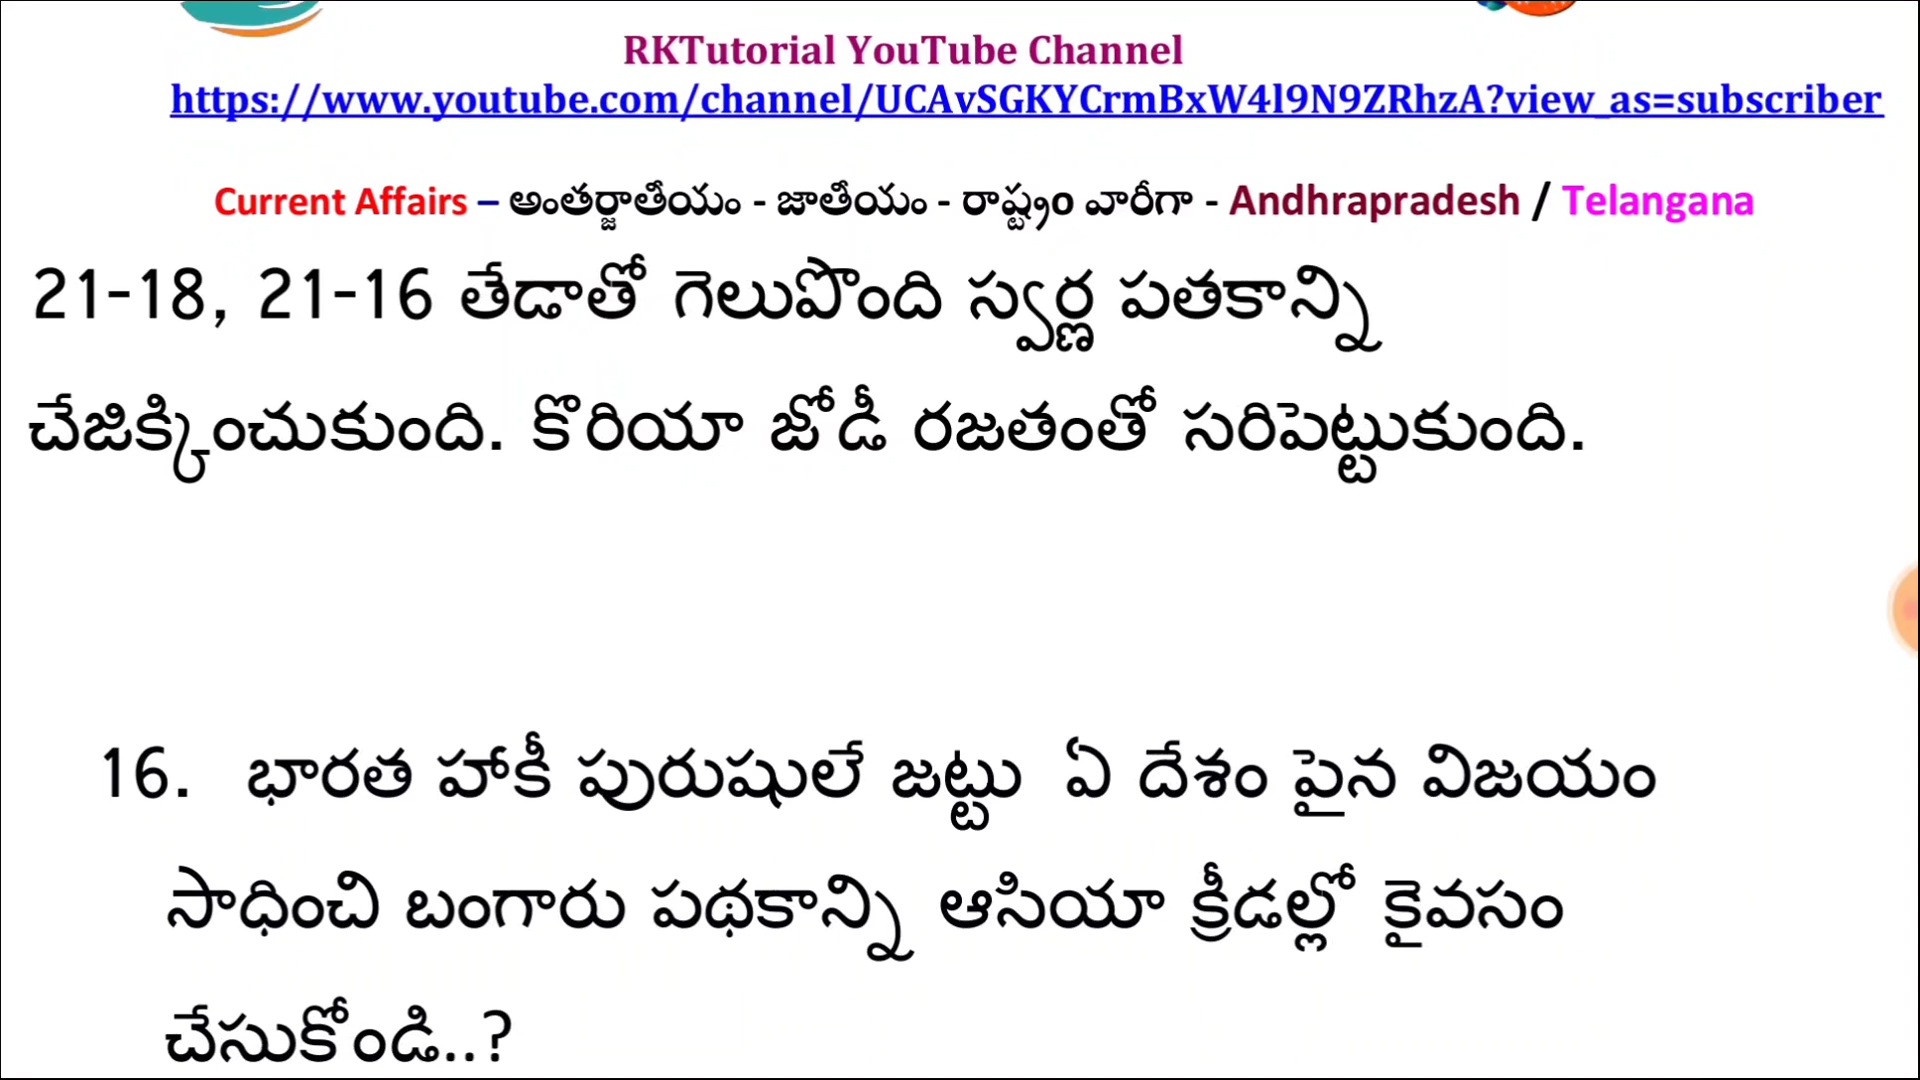 RKTutorial YouTube Channel
https://www.youtube.com/channel/UCAvSGKYCrmBxW4l9N9ZRhzA?view_as=subscriber
Current Affairs – అంతర్జాతీయం - జాతీయం - రాష్ట్రం వారీగా - Andhrapradesh / Telangana
21-18, 21-16 తేడాతో గెలుపొంది స్వర్ణ పతకాన్ని
చేజిక్కించుకుంది. కొరియా జోడీ రజతంతో సరిపెట్టుకుంది.
16. భారత హాకీ పురుషులే జట్టు ఏ దేశం పైన విజయం
సాధించి బంగారు పథకాన్ని ఆసియా క్రీడల్లో కైవసం
చేసుకోండి..?